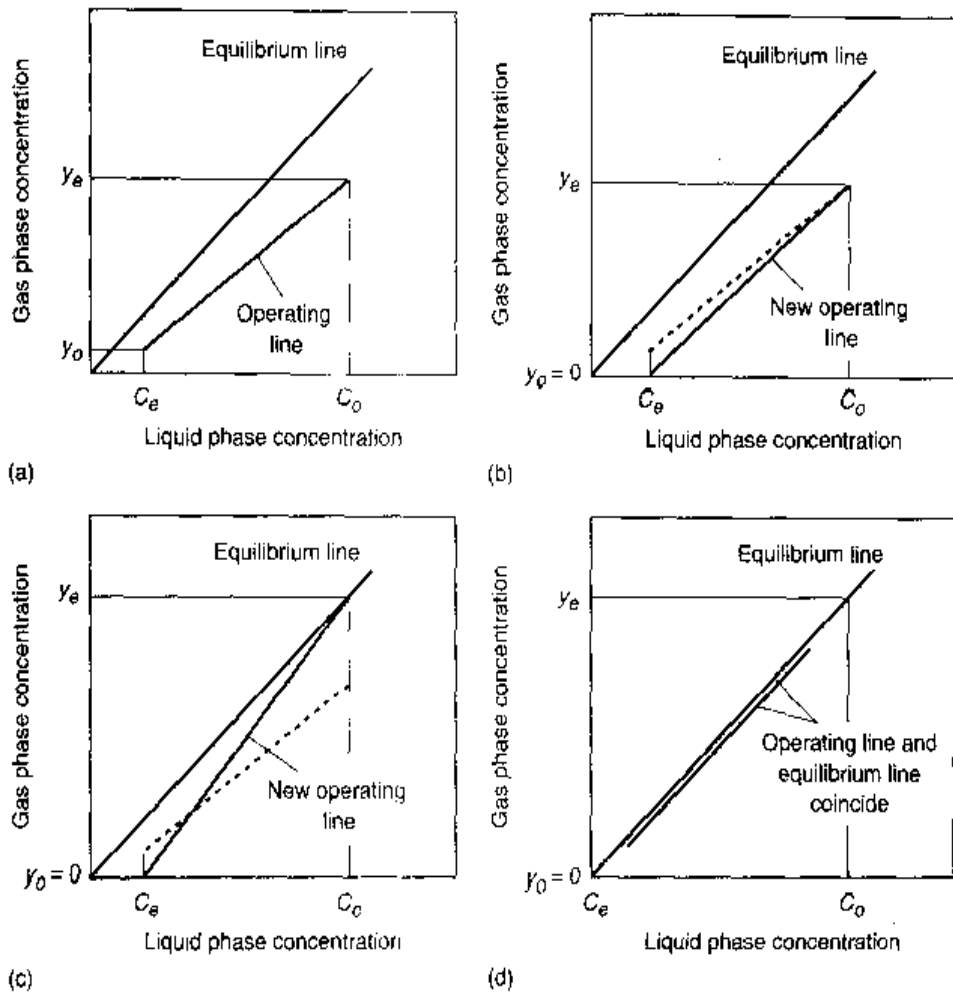 Equilibrium line
Gas phase concentration
y_e
Operating
line
y_o
C_e
C_o
Liquid phase concentration
(a)
Equilibrium line
Gas phase concentration
y_e
New operating
line
y_o = 0
C_e
C_o
Liquid phase concentration
(b)
Equilibrium line
Gas phase concentration
y_e
New operating
line
y_o = 0
C_e
C_o
Liquid phase concentration
(c)
Equilibrium line
Gas phase concentration
y_e
Operating line and
equilibrium line
coincide
y_o = 0
C_e
C_o
Liquid phase concentration
(d)